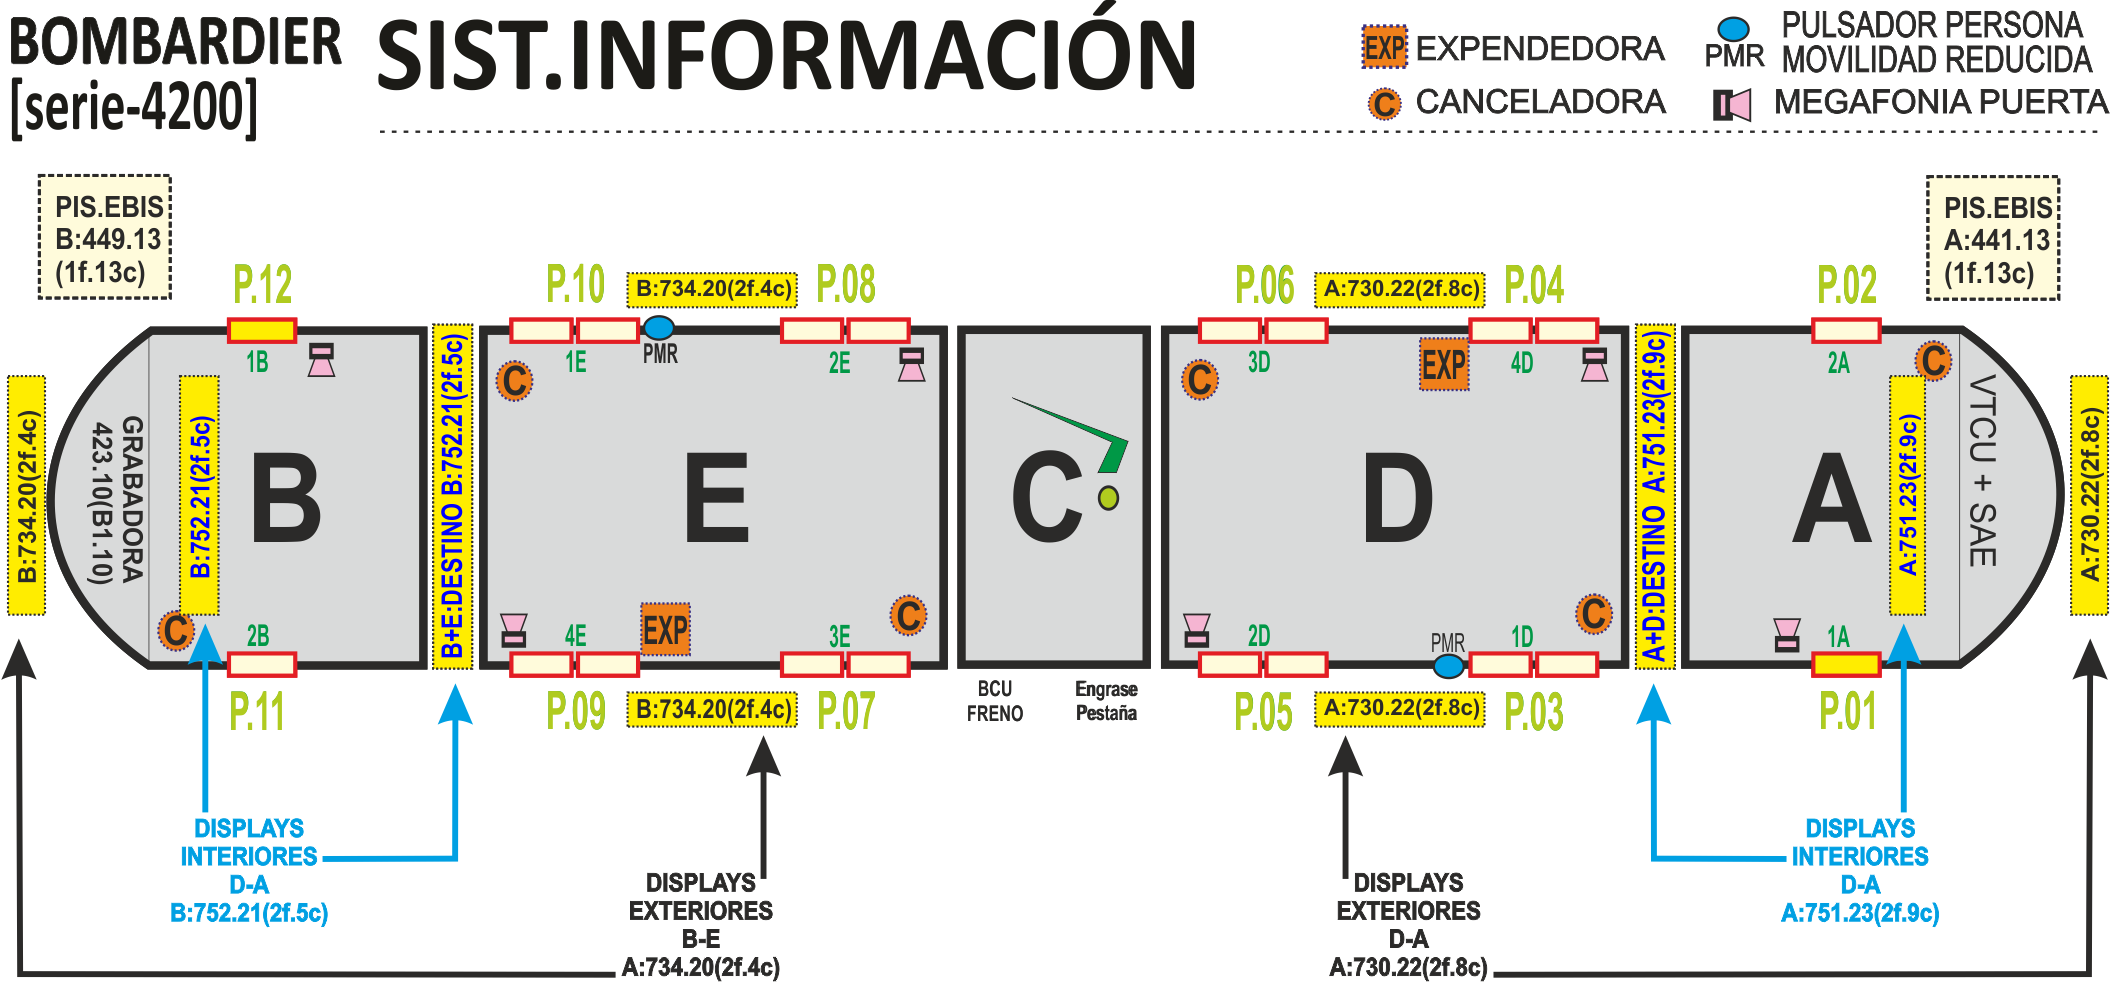 BOMBARDIER
[serie-4200]
SIST.INFORMACIÓN
EXP EXPENDEDORA
C CANCELADORA
PMR
PULSADOR PERSONA
MOVILIDAD REDUCIDA
MEGAFONIA PUERTA
PIS.EBIS
B:449.13
(1f.13c)
PIS.EBIS
A:441.13
(1f.13c)
P.12
P.10
B:734.20(2f.4c)
P.08
P.06
A:730.22(2f.8c)
P.04
P.02
1B
1E
PMR
2E
3D
EXP
4D
2A
C
C
C
B:734.20(2f.4c)
GRABADORA
423.10(B1.10)
B:752.21(2f.5c)
B
B+E:DESTINO B:752.21(2f.5c)
E
C
D
A+D:DESTINO A:751.23(2f.9c)
A
A:751.23(2f.9c)
VTCU + SAE
A:730.22(2f.8c)
C
2B
4E
EXP
3E
C
2D
PMR
1D
C
1A
P.11
P.09
B:734.20(2f.4c)
P.07
BCU
FRENO
Engrase
Pestaña
P.05
A:730.22(2f.8c)
P.03
P.01
DISPLAYS
INTERIORES
D-A
B:752.21(2f.5c)
DISPLAYS
EXTERIORES
B-E
A:734.20(2f.4c)
DISPLAYS
EXTERIORES
D-A
A:730.22(2f.8c)
DISPLAYS
INTERIORES
D-A
A:751.23(2f.9c)